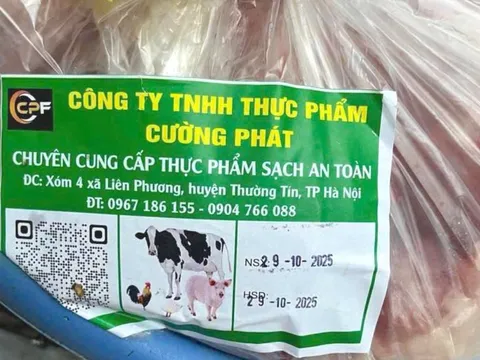 CPF
CÔNG TY TNHH THỰC PHẨM
CƯỜNG PHÁT
CHUYÊN CUNG CẤP THỰC PHẨM SẠCH AN TOÀN
ĐC: Xóm 4 xã Liên Phương, huyện Thường Tín, TP Hà Nội
ĐT: 0967 186 155 - 0904 766 088
NSX: 29 -10- 2025
HSD: 29 -10- 2025